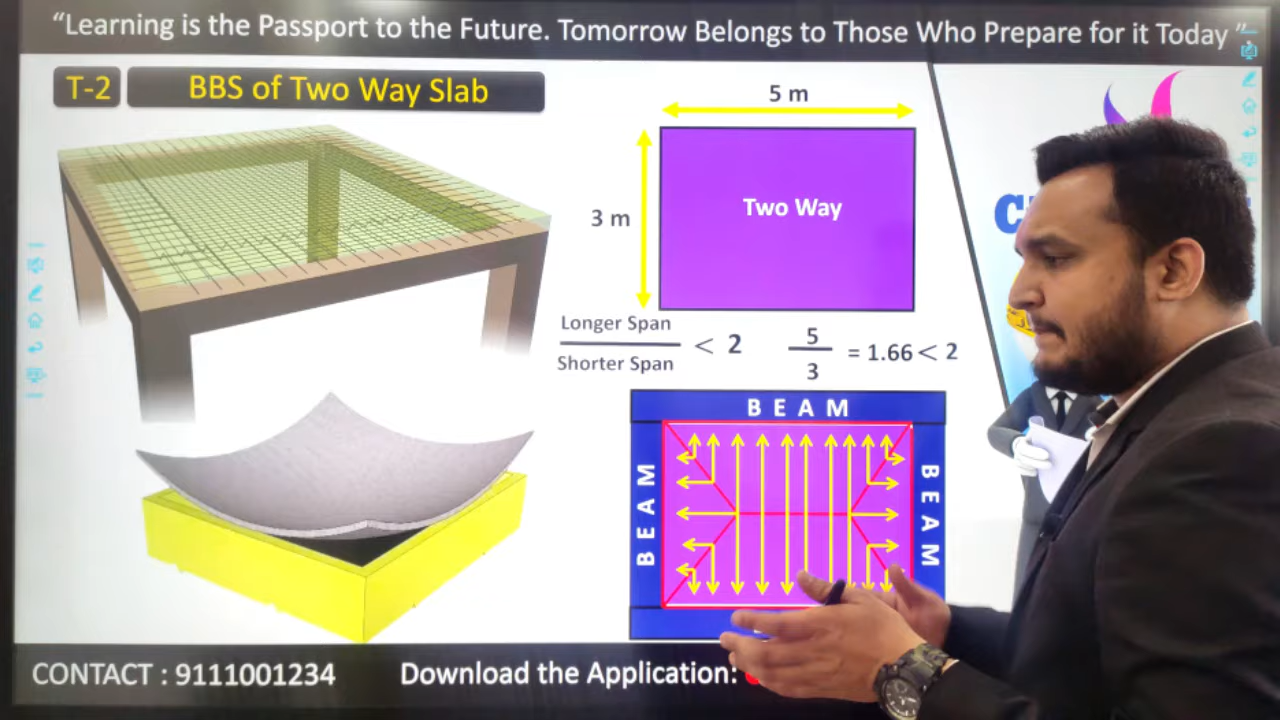 “Learning is the Passport to the Future. Tomorrow Belongs to Those Who Prepare for it Today ”
T-2
BBS of Two Way Slab
5 m
3 m
Two Way
Longer Span
Shorter Span
< 2
5
3
= 1.66 < 2
BEAM
BEAM
BEAM
CONTACT : 9111001234
Download the Application: